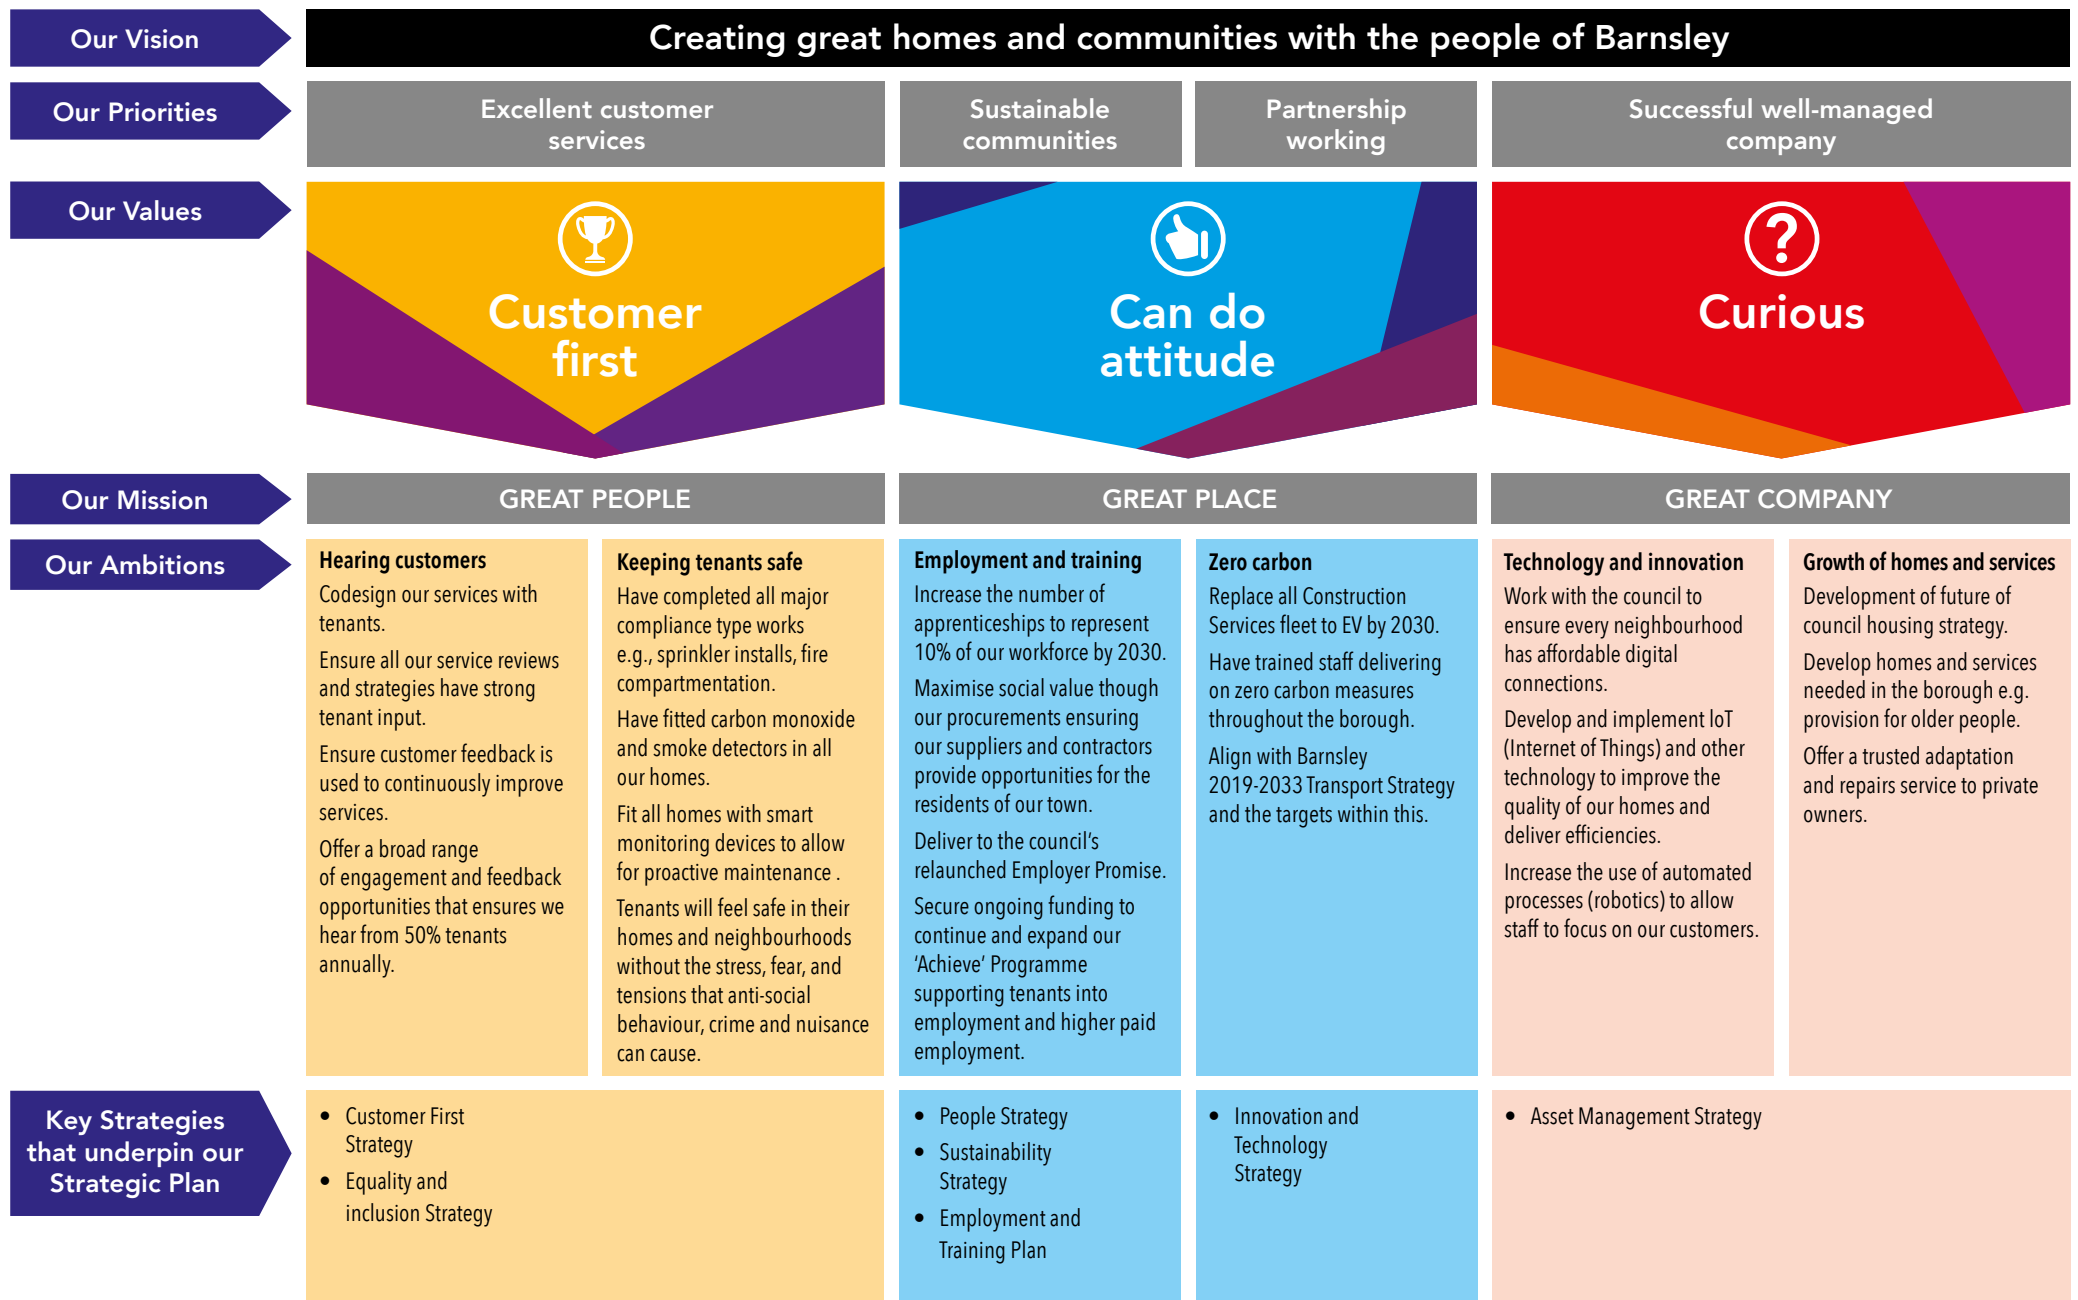 Our Vision
Creating great homes and communities with the people of Barnsley
Our Priorities
Excellent customer
services
Sustainable
communities
Partnership
working
Successful well-managed
company
Our Values
Customer
first
Can do
attitude
Curious
Our Mission
GREAT PEOPLE
GREAT PLACE
GREAT COMPANY
Our Ambitions
Hearing customers
Codesign our services with
tenants.
Ensure all our service reviews
and strategies have strong
tenant input.
Ensure customer feedback is
used to continuously improve
services.
Offer a broad range
of engagement and feedback
opportunities that ensures we
hear from 50% tenants
annually.
Keeping tenants safe
Have completed all major
compliance type works
e.g., sprinkler installs, fire
compartmentation.
Have fitted carbon monoxide
and smoke detectors in all
our homes.
Fit all homes with smart
monitoring devices to allow
for proactive maintenance .
Tenants will feel safe in their
homes and neighbourhoods
without the stress, fear, and
tensions that anti-social
behaviour, crime and nuisance
can cause.
Employment and training
Increase the number of
apprenticeships to represent
10% of our workforce by 2030.
Maximise social value though
our procurements ensuring
our suppliers and contractors
provide opportunities for the
residents of our town.
Deliver to the council’s
relaunched Employer Promise.
Secure ongoing funding to
continue and expand our
‘Achieve’ Programme
supporting tenants into
employment and higher paid
employment.
Zero carbon
Replace all Construction
Services fleet to EV by 2030.
Have trained staff delivering
on zero carbon measures
throughout the borough.
Align with Barnsley
2019-2033 Transport Strategy
and the targets within this.
Technology and innovation
Work with the council to
ensure every neighbourhood
has affordable digital
connections.
Develop and implement loT
(Internet of Things) and other
technology to improve the
quality of our homes and
deliver efficiencies.
Increase the use of automated
processes (robotics) to allow
staff to focus on our customers.
Growth of homes and services
Development of future of
council housing strategy.
Develop homes and services
needed in the borough e.g.
provision for older people.
Offer a trusted adaptation
and repairs service to private
owners.
Key Strategies
that underpin our
Strategic Plan
• Customer First
Strategy
• Equality and
inclusion Strategy
• People Strategy
• Sustainability
Strategy
• Employment and
Training Plan
• Innovation and
Technology
Strategy
• Asset Management Strategy